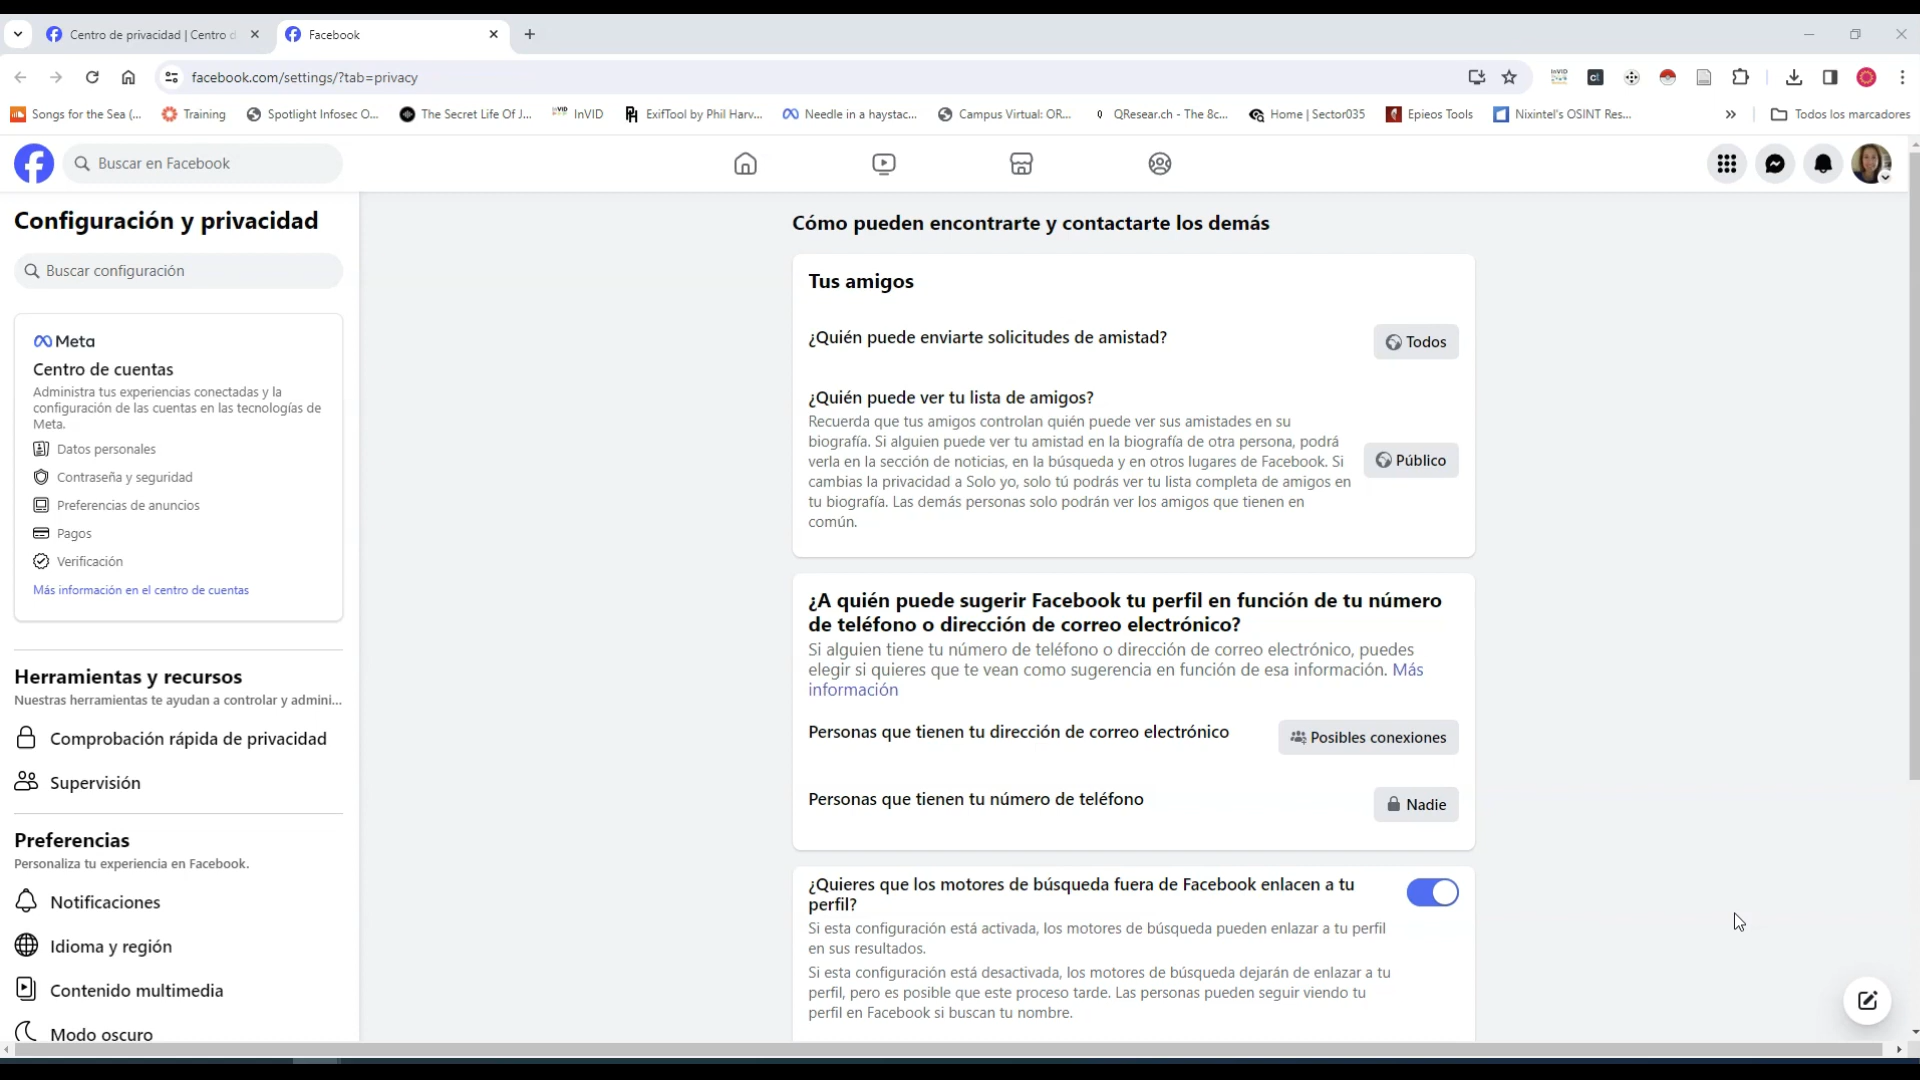 Centro de privacidad | Centro d
Facebook
facebook.com/settings/?tab=privacy
Songs for the Sea (...
Training
Spotlight Infosec O...
The Secret Life Of J...
InVID
ExifTool by Phil Harv...
Needle in a haystac...
Campus Virtual: OR...
QResear.ch - The 8c...
Home | Sector035
Epieos Tools
Nixintel's OSINT Res...
Todos los marcadores
Buscar en Facebook
Configuración y privacidad
Buscar configuración
Meta
Centro de cuentas
Administra tus experiencias conectadas y la
configuración de las cuentas en las tecnologías de
Meta.
Datos personales
Contraseña y seguridad
Preferencias de anuncios
Pagos
Verificación
Más información en el centro de cuentas
Herramientas y recursos
Nuestras herramientas te ayudan a controlar y admini...
Comprobación rápida de privacidad
Supervisión
Preferencias
Personaliza tu experiencia en Facebook.
Notificaciones
Idioma y región
Contenido multimedia
Modo oscuro
Cómo pueden encontrarte y contactarte los demás
Tus amigos
¿Quién puede enviarte solicitudes de amistad?
Todos
¿Quién puede ver tu lista de amigos?
Recuerda que tus amigos controlan quién puede ver sus amistades en su
biografía. Si alguien puede ver tu amistad en la biografía de otra persona, podrá
verla en la sección de noticias, en la búsqueda y en otros lugares de Facebook. Si
cambias la privacidad a Solo yo, solo tú podrás ver tu lista completa de amigos en
tu biografía. Las demás personas solo podrán ver los amigos que tienen en
común.
Público
¿A quién puede sugerir Facebook tu perfil en función de tu número
de teléfono o dirección de correo electrónico?
Si alguien tiene tu número de teléfono o dirección de correo electrónico, puedes
elegir si quieres que te vean como sugerencia en función de esa información. Más
información
Personas que tienen tu dirección de correo electrónico
Posibles conexiones
Personas que tienen tu número de teléfono
Nadie
¿Quieres que los motores de búsqueda fuera de Facebook enlacen a tu
perfil?
Si esta configuración está activada, los motores de búsqueda pueden enlazar a tu perfil
en sus resultados.
Si esta configuración está desactivada, los motores de búsqueda dejarán de enlazar a tu
perfil, pero es posible que este proceso tarde. Las personas pueden seguir viendo tu
perfil en Facebook si buscan tu nombre.